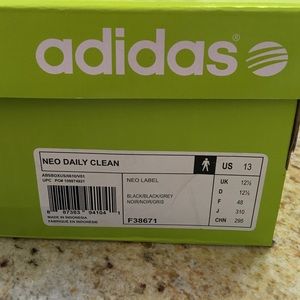 adidas
NEO DAILY CLEAN
US 13
NEO LABEL
UK 12½
D 12½
F 48
J 310
CHN 295
BLACK/BLACK/GREY
NOIR/NOIR/GRIS
F38671
MADE IN INDONESIA
FABRIQUE EN INDONESIE